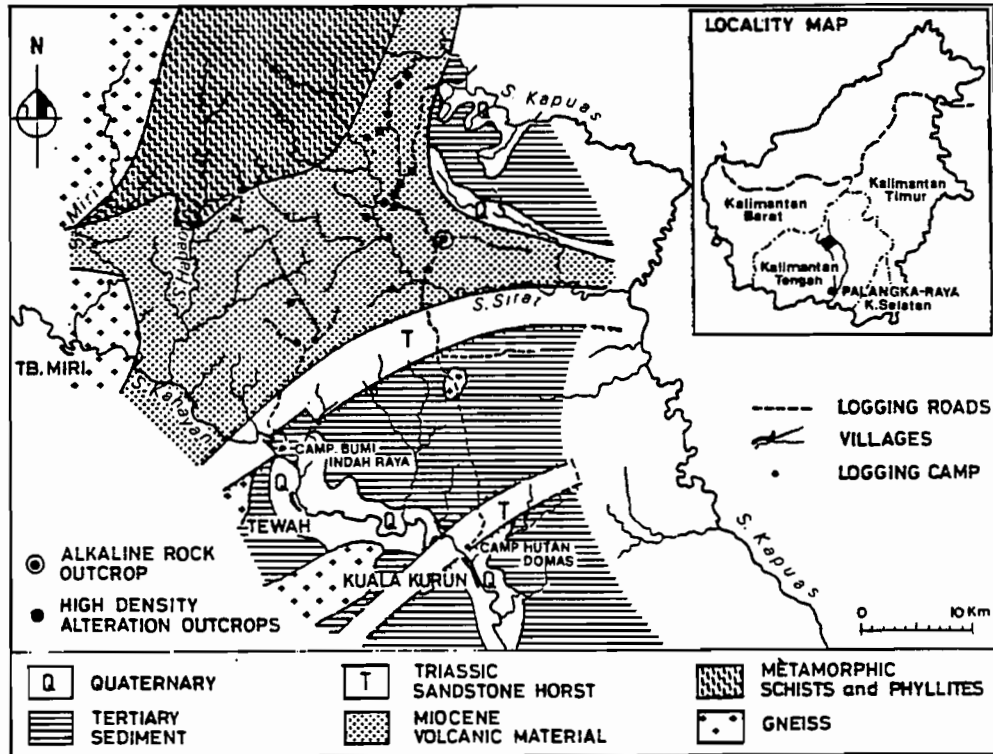 N
LOCALITY MAP
Kalimantan
Barat
Kalimantan
Timur
Kalimantan
Tengah
PALANGKA-RAYA
K. Selatan
S. Kapuas
Q
Q
S. Miri
S. Sirat
T
TB. MIRI
S. Kahayan
CAMP. BUMI
INDAH RAYA
Q
TEWAH
Q
T
CAMP HUTAN
DOMAS
KUALA KURUN
Q
S. Kapuas
LOGGING ROADS
VILLAGES
LOGGING CAMP
0 10 Km
ALKALINE ROCK
OUTCROP
HIGH DENSITY
ALTERATION OUTCROPS
Q QUATERNARY
T TRIASSIC
SANDSTONE HORST
METAMORPHIC
SCHISTS and PHYLLITES
TERTIARY
SEDIMENT
MIOCENE
VOLCANIC MATERIAL
GNEISS